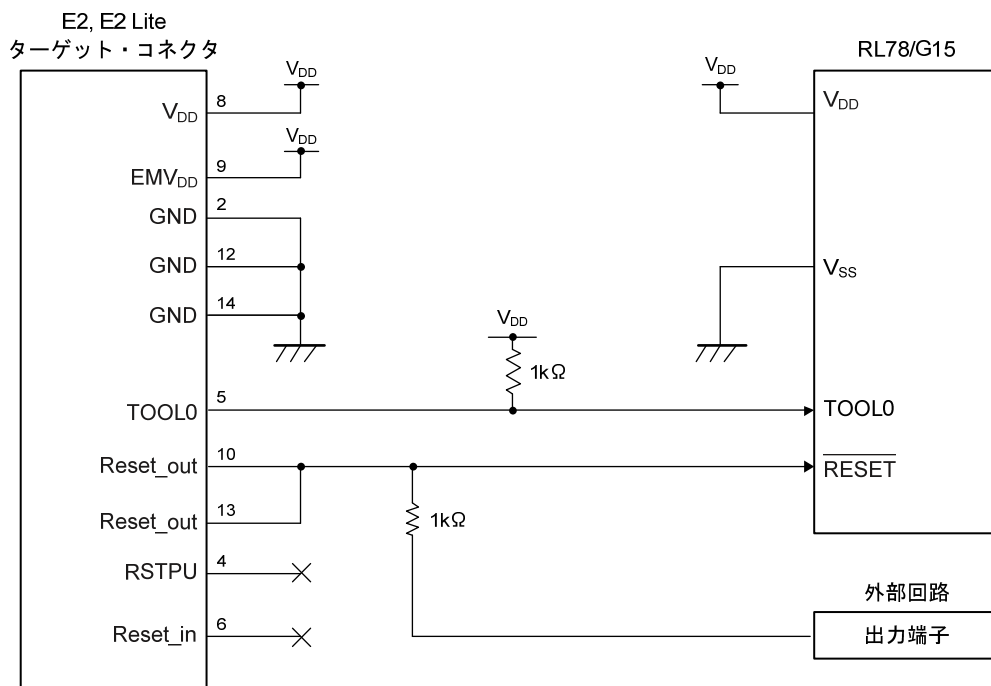 E2, E2 Lite
ターゲット・コネクタ
RL78/G15
VDD
8
VDD
VDD
VDD
VDD
9
EMVDD
2
GND
12
GND
VSS
14
GND
VDD
1kΩ
5
TOOL0
TOOL0
10
Reset_out
RESET
13
Reset_out
1kΩ
4
RSTPU
外部回路
6
Reset_in
出力端子